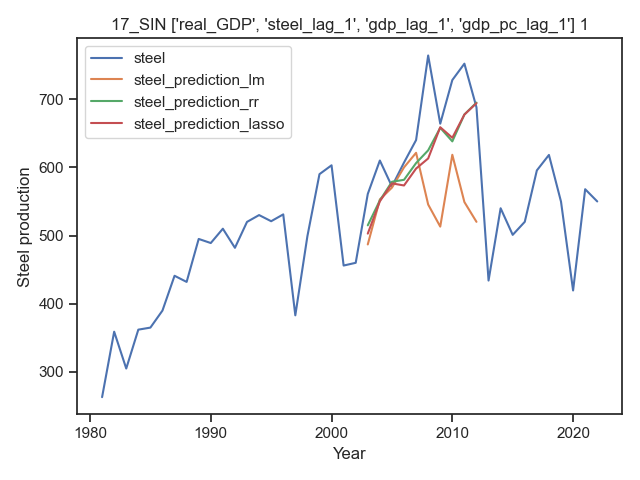 17_SIN ['real_GDP', 'steel_lag_1', 'gdp_lag_1', 'gdp_pc_lag_1'] 1
steel
steel_prediction_lm
steel_prediction_rr
steel_prediction_lasso
Steel production
700
600
500
400
300
1980 1990 2000 2010 2020
Year